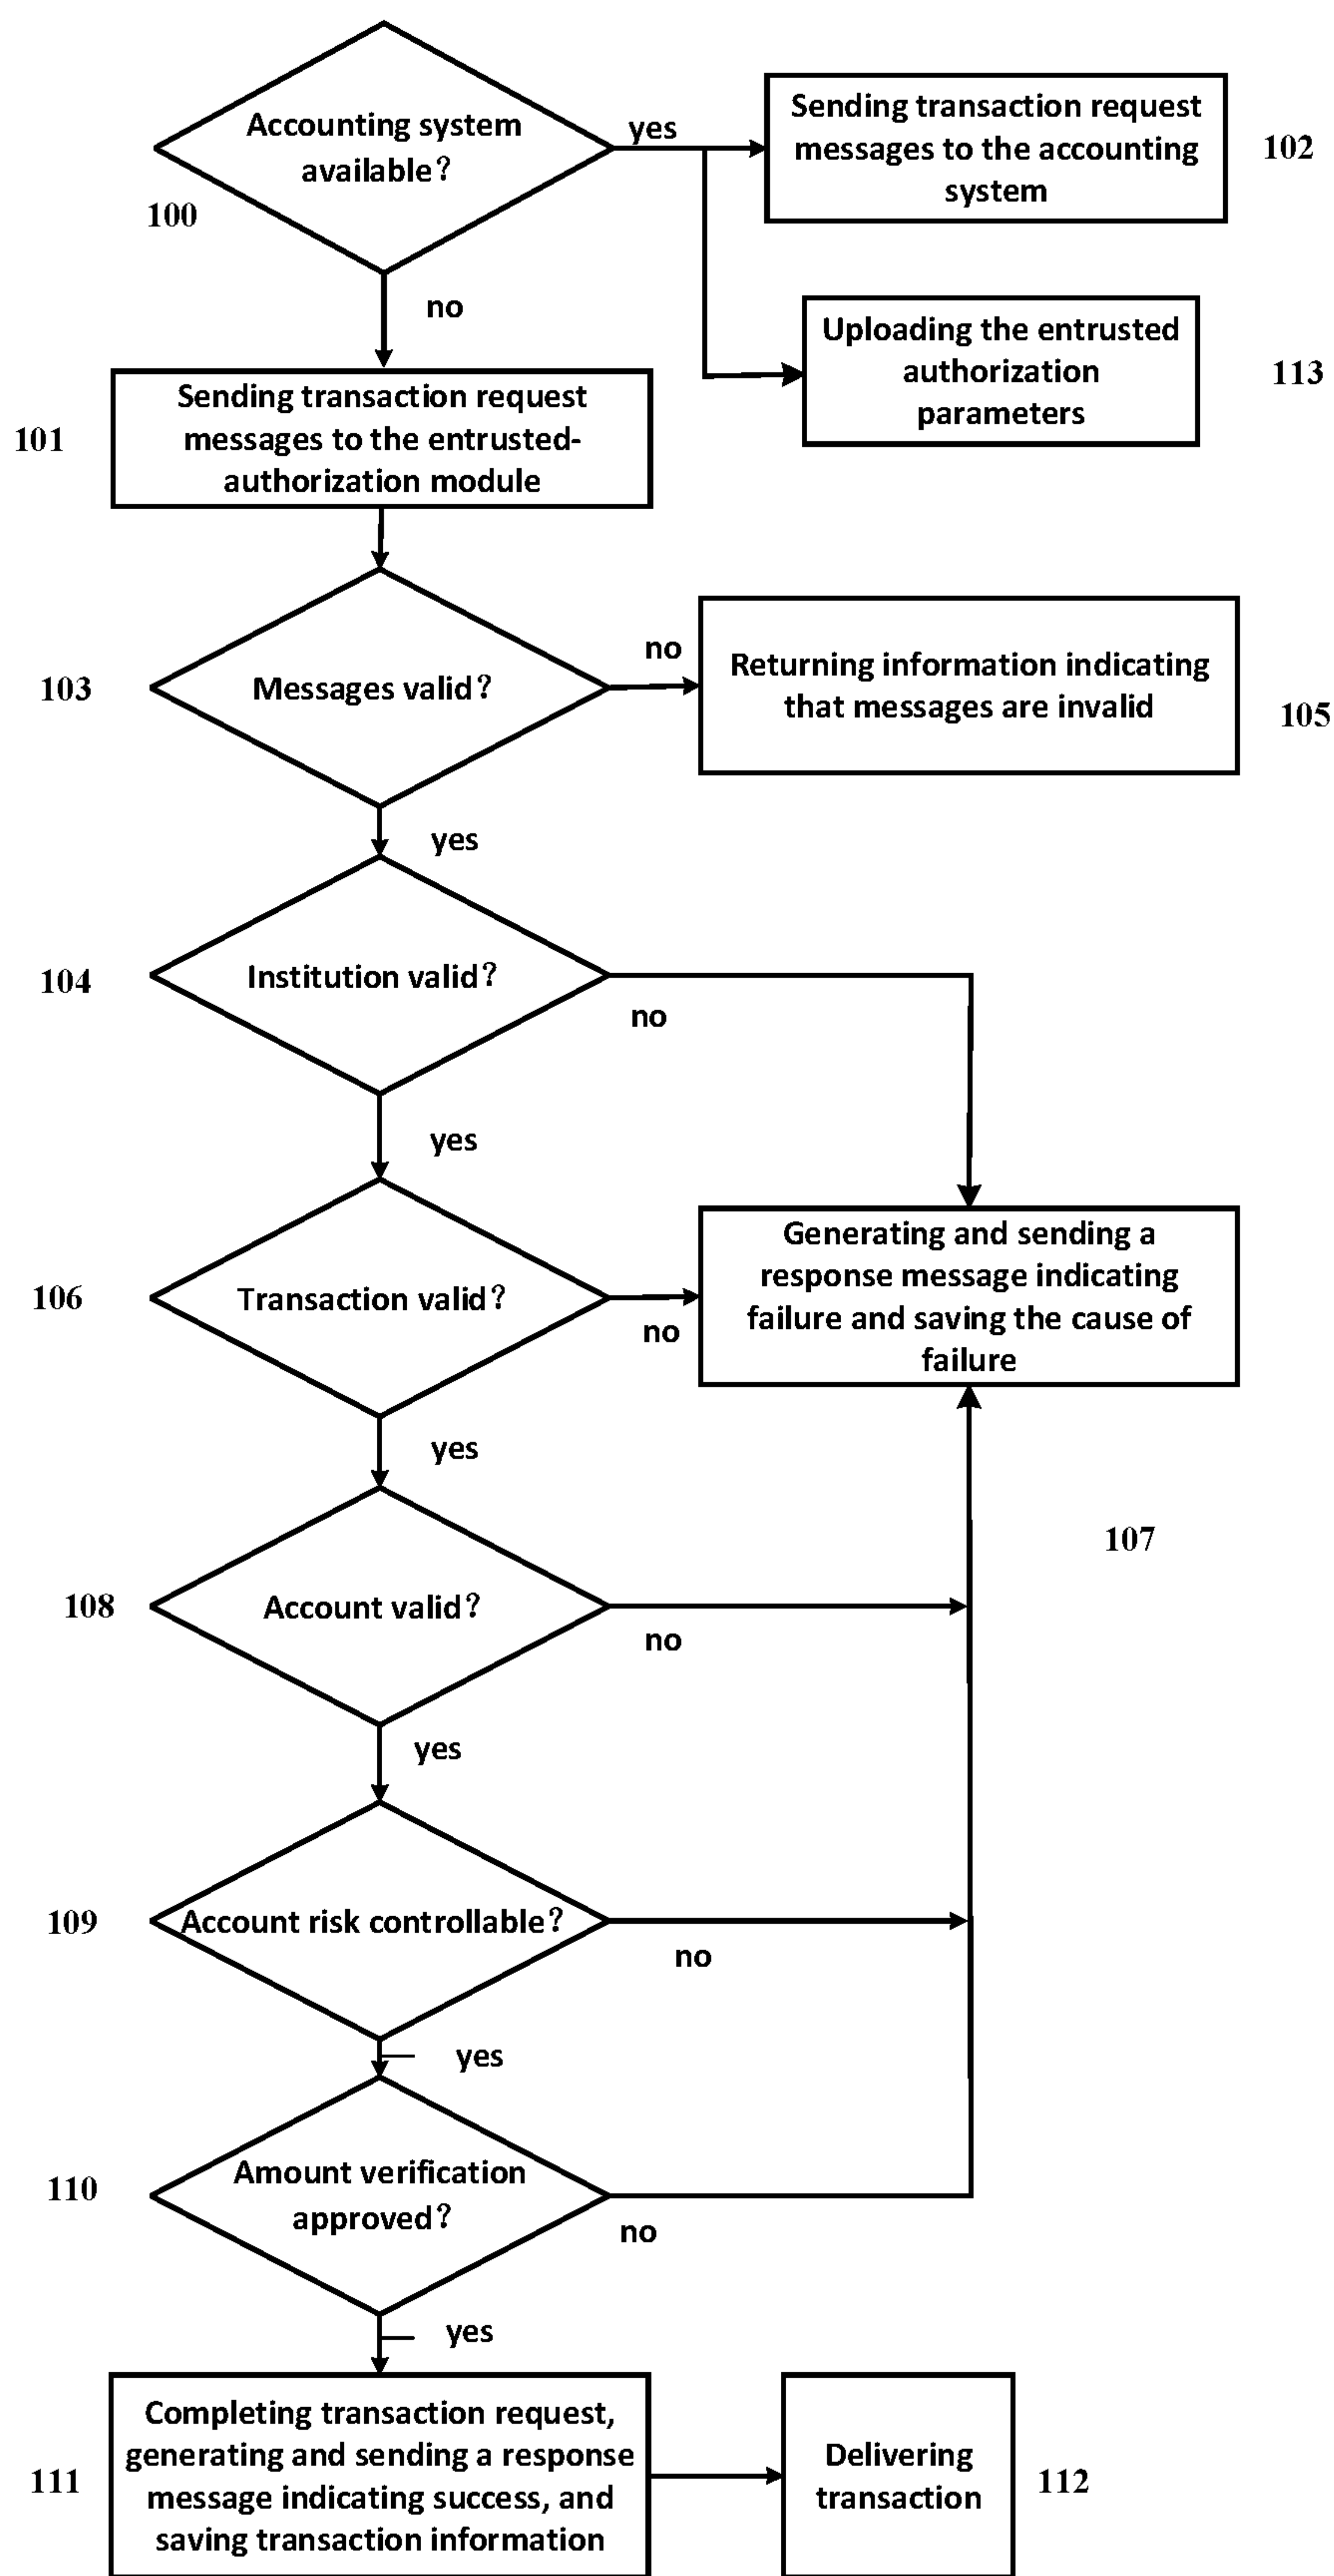 Accounting system
available?
100
yes
Sending transaction request
messages to the accounting
system
102
no
Uploading the entrusted
authorization
parameters
113
101
Sending transaction request
messages to the entrusted-
authorization module
103
Messages valid?
no
Returning information indicating
that messages are invalid
105
yes
104
Institution valid?
no
yes
106
Transaction valid?
no
Generating and sending a
response message indicating
failure and saving the cause of
failure
yes
107
108
Account valid?
no
yes
109
Account risk controllable?
no
yes
110
Amount verification
approved?
no
yes
111
Completing transaction request,
generating and sending a response
message indicating success, and
saving transaction information
Delivering
transaction
112